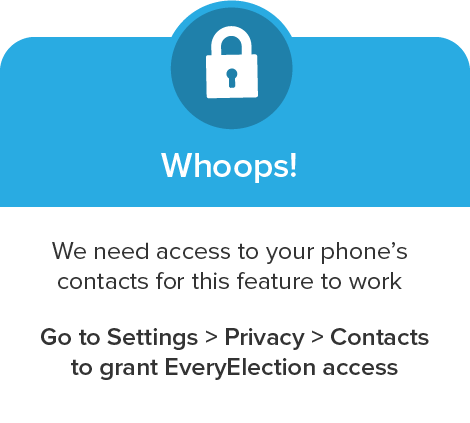 Whoops!
We need access to your phone’s
contacts for this feature to work
Go to Settings > Privacy > Contacts
to grant EveryElection access